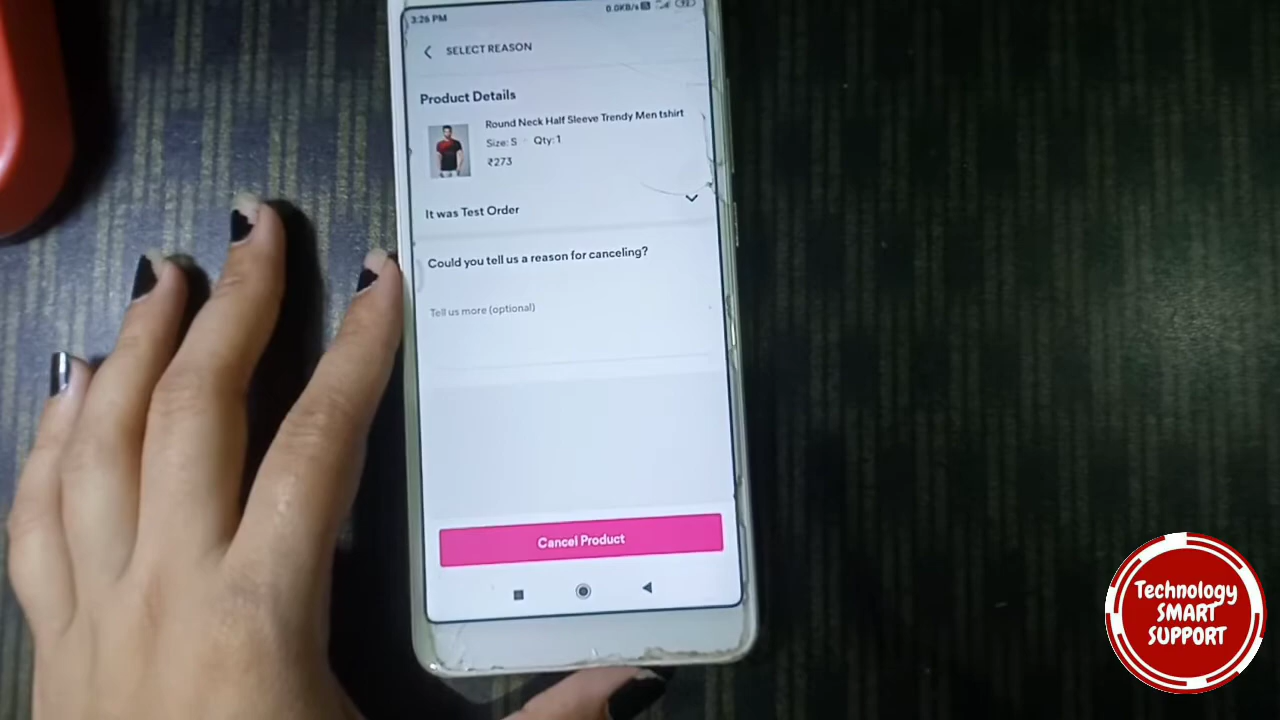 3:26 PM
0.0KB/s
SELECT REASON
Product Details
Round Neck Half Sleeve Trendy Men tshirt
Size: S Qty: 1
₹273
It was Test Order
Could you tell us a reason for canceling?
Tell us more (optional)
Cancel Product
Technology
SMART
SUPPORT